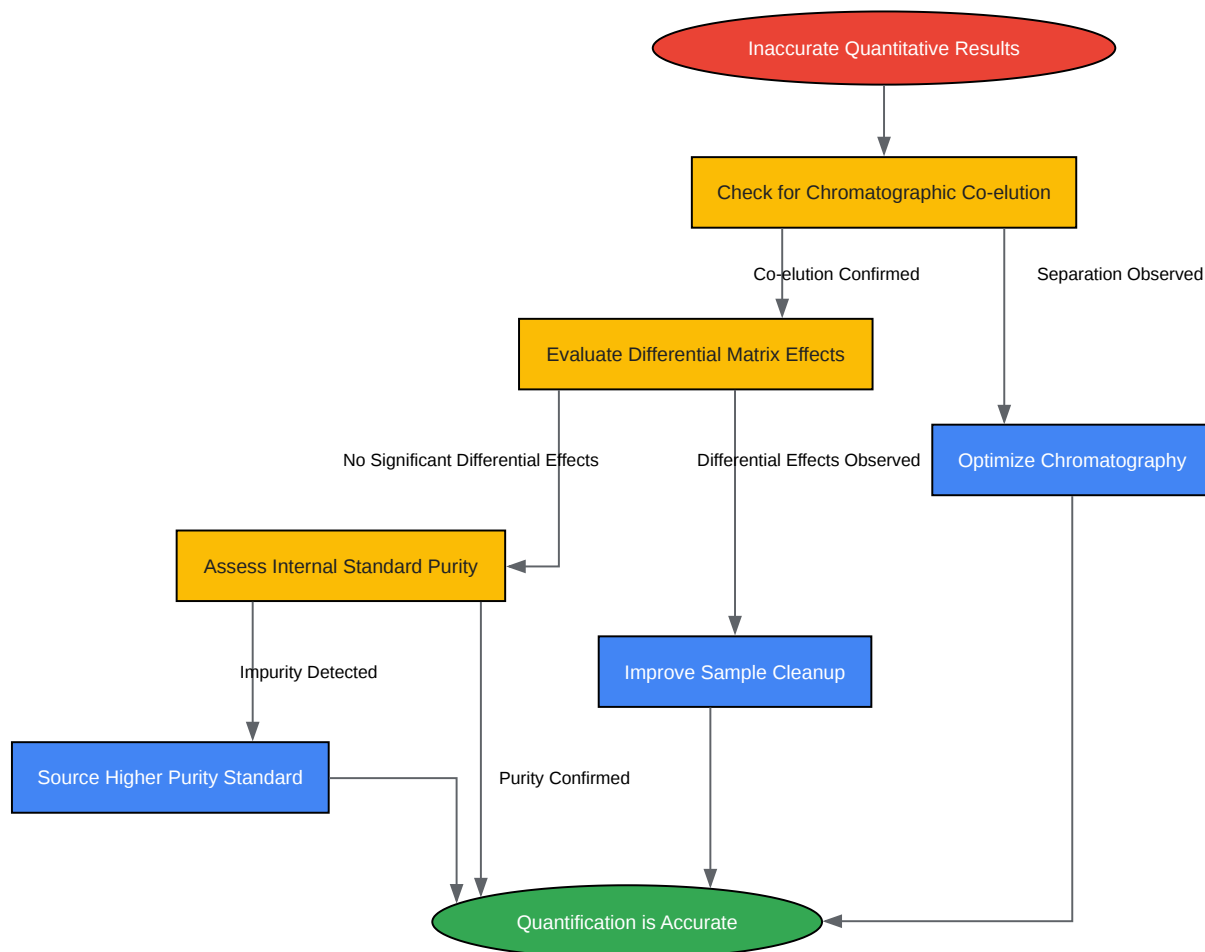 Inaccurate Quantitative Results
Check for Chromatographic Co-elution
Co-elution Confirmed
Separation Observed
Evaluate Differential Matrix Effects
No Significant Differential Effects
Differential Effects Observed
Optimize Chromatography
Assess Internal Standard Purity
Impurity Detected
Improve Sample Cleanup
Source Higher Purity Standard
Purity Confirmed
Quantification is Accurate